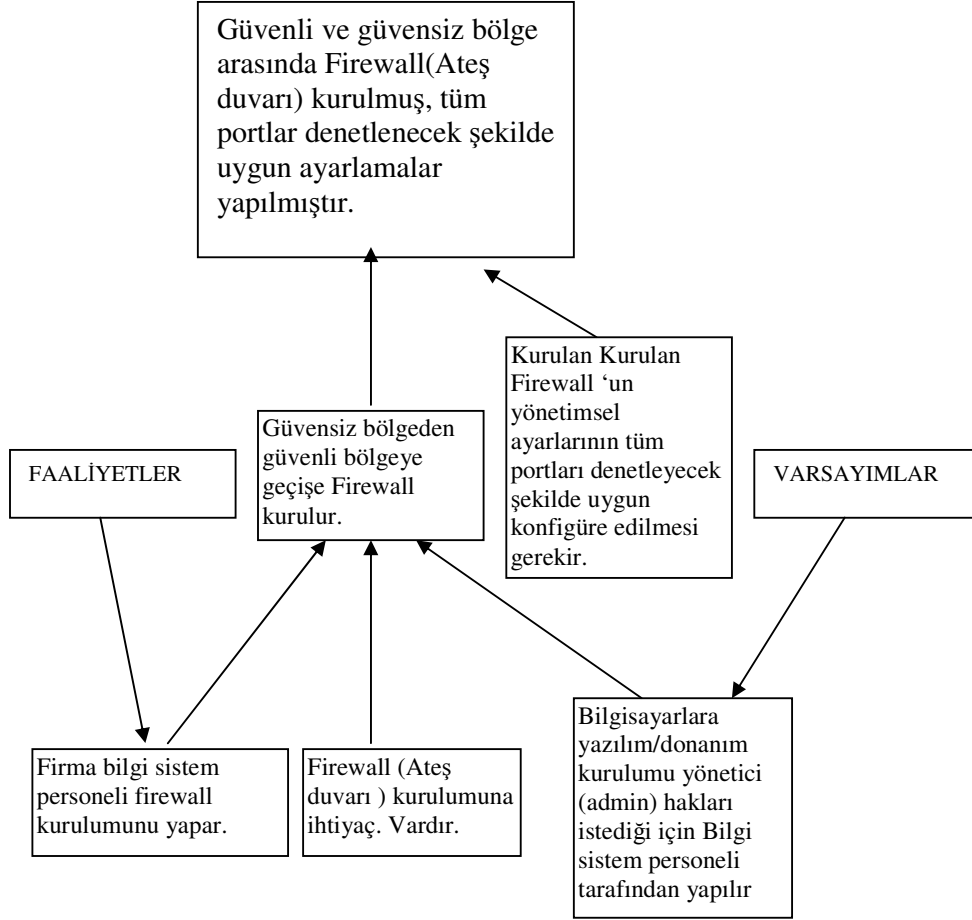 Güvenli ve güvensiz bölge
arasında Firewall(Ateş
duvarı) kurulmuş, tüm
portlar denetlenecek şekilde
uygun ayarlamalar
yapılmıştır.
Kurulan Kurulan
Firewall ‘un
yönetimsel
ayarlarının tüm
portları denetleyecek
şekilde uygun
konfigüre edilmesi
gerekir.
Güvensiz bölgeden
güvenli bölgeye
geçişe Firewall
kurulur.
FAALİYETLER
VARSAYIMLAR
Firma bilgi sistem
personeli firewall
kurulumunu yapar.
Firewall (Ateş
duvarı ) kurulumuna
ihtiyaç. Vardır.
Bilgisayarlara
yazılım/donanım
kurulumu yönetici
(admin) hakları
istediği için Bilgi
sistem personeli
tarafından yapılır